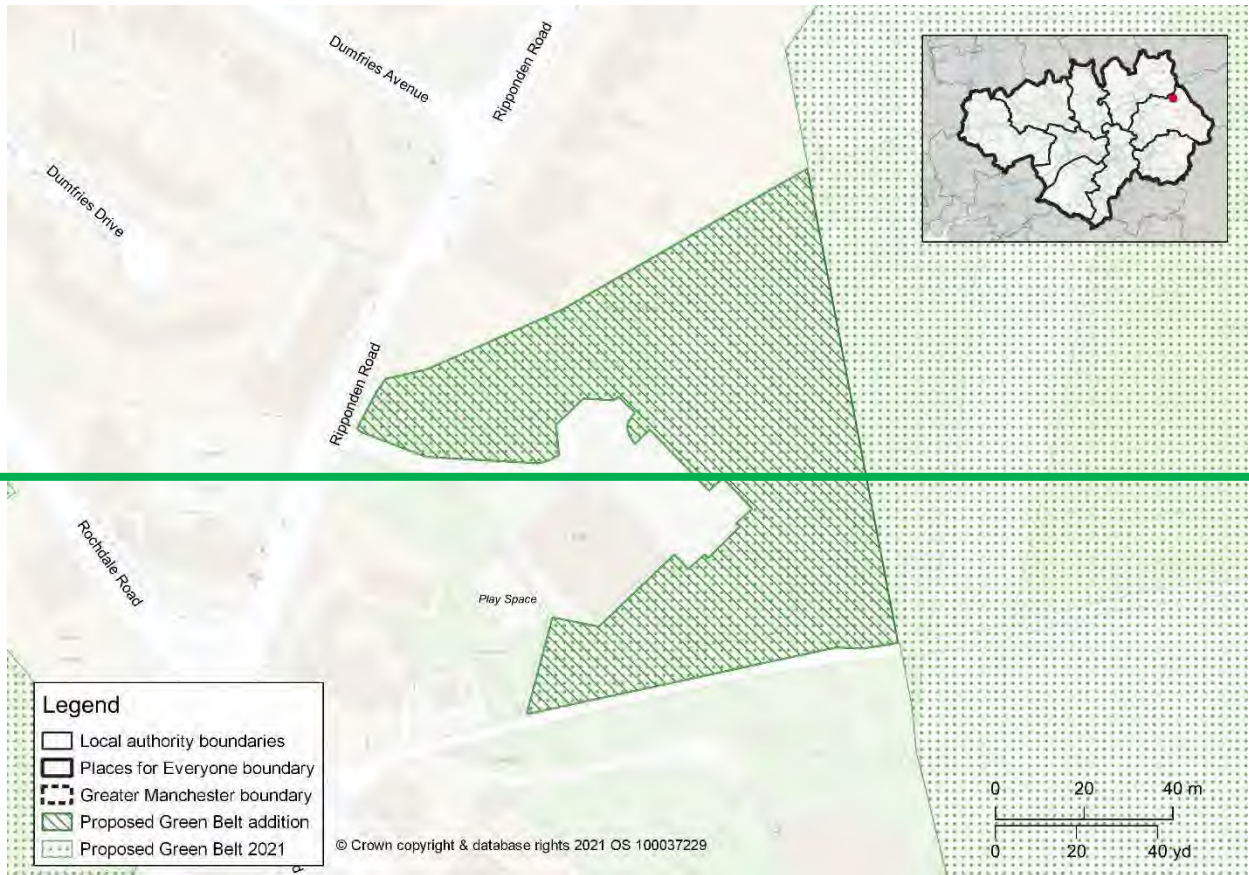 Dumfries Avenue
Ripponden Road
Dumfries Drive
Ripponden Road
Rochdale Road
Play Space
Legend
Local authority boundaries
Places for Everyone boundary
Greater Manchester boundary
Proposed Green Belt addition
Proposed Green Belt 2021
© Crown copyright & database rights 2021 OS 100037229
0 20 40 m
0 20 40 yd